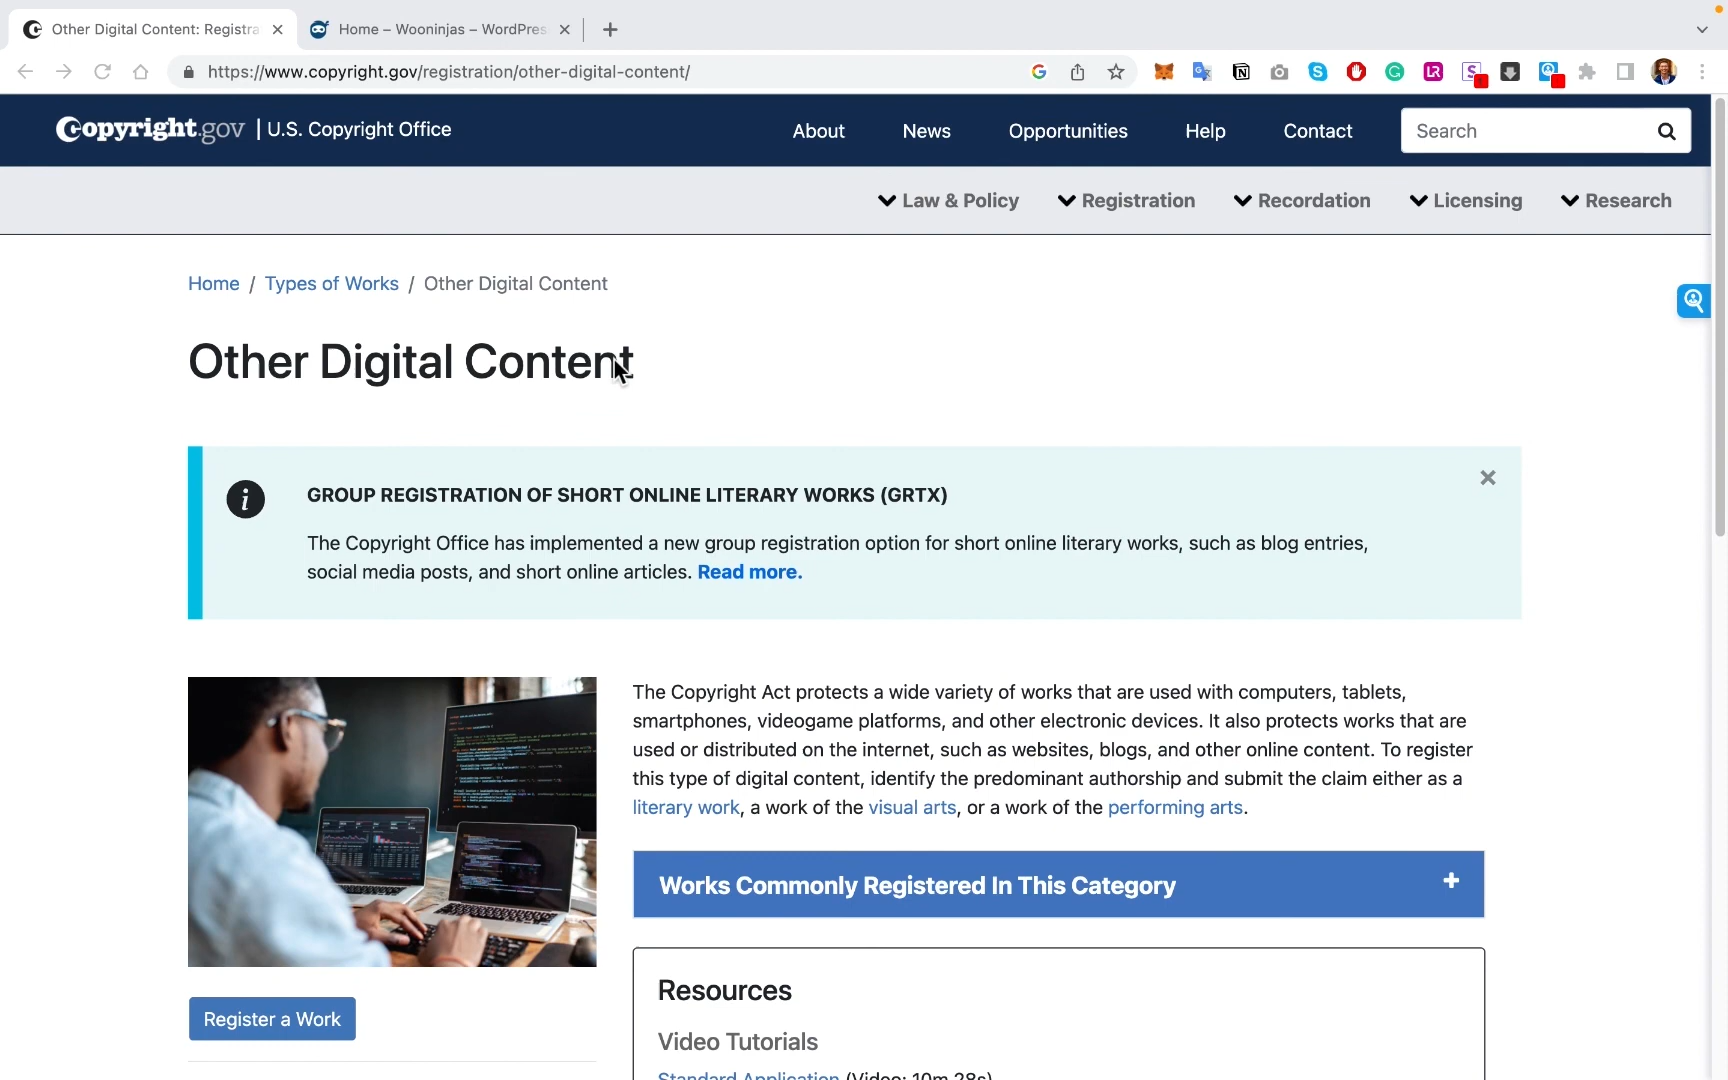 Other Digital Content: Registra
Home – Wooninjas – WordPres
https://www.copyright.gov/registration/other-digital-content/
Copyright.gov | U.S. Copyright Office
About
News
Opportunities
Help
Contact
Search
Law & Policy
Registration
Recordation
Licensing
Research
Home / Types of Works / Other Digital Content
Other Digital Content
GROUP REGISTRATION OF SHORT ONLINE LITERARY WORKS (GRTX)
The Copyright Office has implemented a new group registration option for short online literary works, such as blog entries,
social media posts, and short online articles. Read more.
The Copyright Act protects a wide variety of works that are used with computers, tablets,
smartphones, videogame platforms, and other electronic devices. It also protects works that are
used or distributed on the internet, such as websites, blogs, and other online content. To register
this type of digital content, identify the predominant authorship and submit the claim either as a
literary work, a work of the visual arts, or a work of the performing arts.
Works Commonly Registered In This Category
Resources
Video Tutorials
Standard Application (Video: 10m 28s)
Register a Work